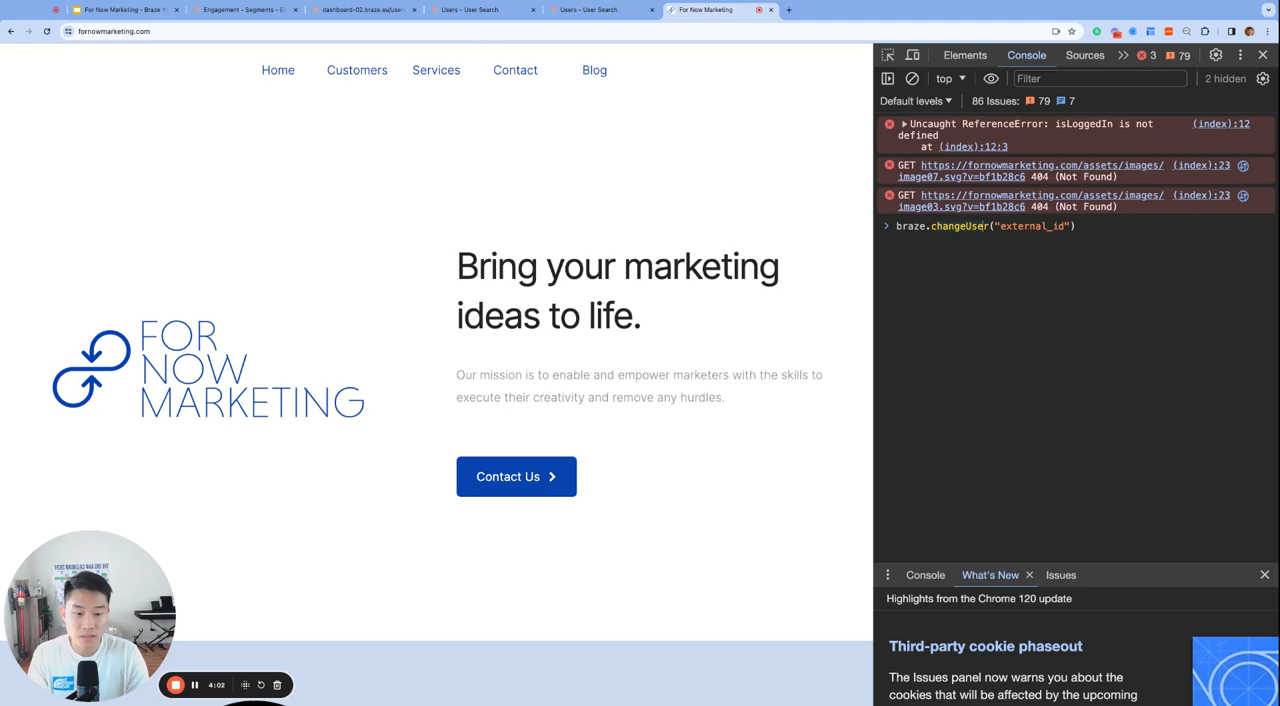 For Now Marketing - Braze
Engagement - Segments - E
dashboard-02.braze.eu/use
Users - User Search
Users - User Search
For Now Marketing
fornowmarketing.com
Home
Customers
Services
Contact
Blog
Bring your marketing
ideas to life.
FOR
NOW
MARKETING
Our mission is to enable and empower marketers with the skills to
execute their creativity and remove any hurdles.
Contact Us
4:02
Elements
Console
Sources
3
79
top
Filter
2 hidden
Default levels
86 Issues:
79
7
Uncaught ReferenceError: isLoggedIn is not (index):12
defined
at (index):12:3
GET https://fornowmarketing.com/assets/images/ (index):23
image07.svg?v=bf1b28c6 404 (Not Found)
GET https://fornowmarketing.com/assets/images/ (index):23
image03.svg?v=bf1b28c6 404 (Not Found)
braze.changeUser("external_id")
Console
What's New
Issues
Highlights from the Chrome 120 update
Third-party cookie phaseout
The Issues panel now warns you about the
cookies that will be affected by the upcoming